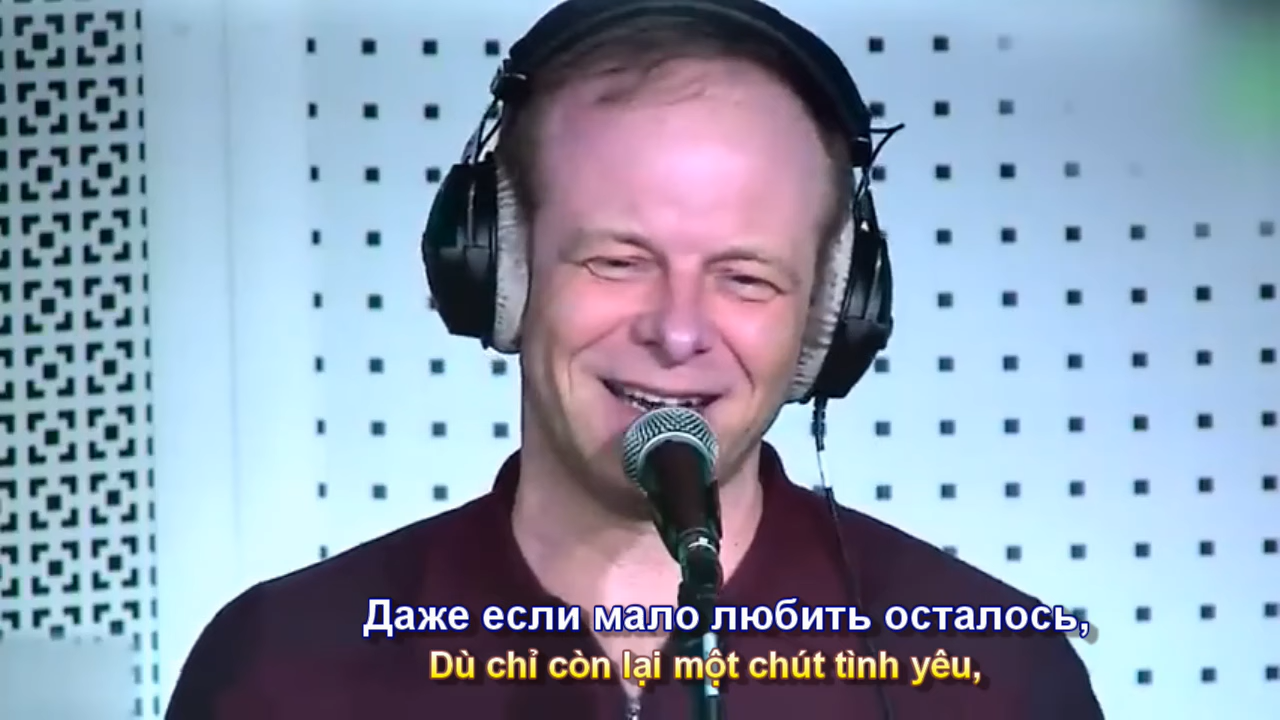 Даже если мало любить осталось,
Dù chỉ còn lại một chút tình yêu,